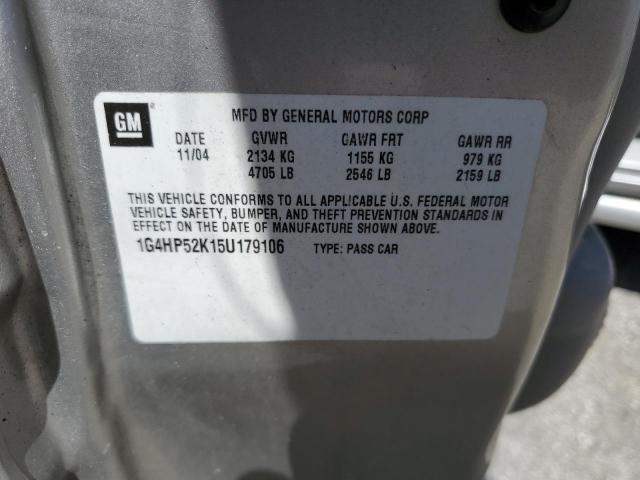 GM
MFD BY GENERAL MOTORS CORP
DATE GVWR GAWR FRT GAWR RR
11/04 2134 KG 1155 KG 979 KG
4705 LB 2546 LB 2159 LB
THIS VEHICLE CONFORMS TO ALL APPLICABLE U.S. FEDERAL MOTOR
VEHICLE SAFETY, BUMPER, AND THEFT PREVENTION STANDARDS IN
EFFECT ON THE DATE OF MANUFACTURE SHOWN ABOVE.
1G4HP52K15U179106 TYPE: PASS CAR